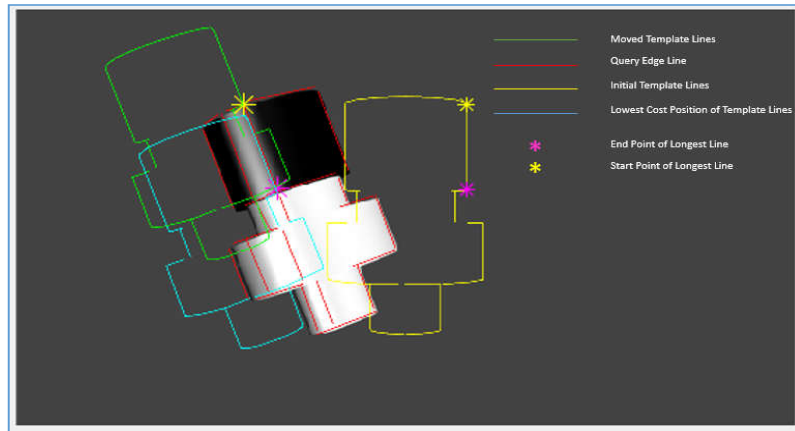 Moved Template Lines
Query Edge Line
Initial Template Lines
Lowest Cost Position of Template Lines
End Point of Longest Line
Start Point of Longest Line